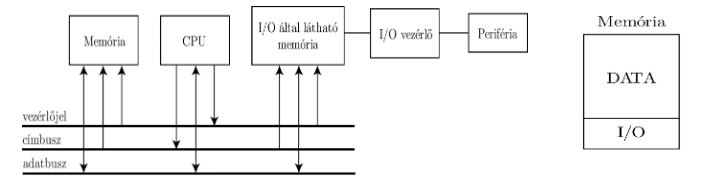 Memória
CPU
I/O által látható
memória
I/O vezérlő
Periféria
vezérlőjel
címbusz
adatbusz
Memória
DATA
I/O